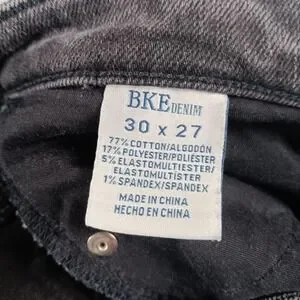 BKE DENIM
30 x 27
77% COTTON/ALGODÓN
17% POLYESTER/POLIÉSTER
5% ELASTOMULTIESTER/
ELASTOMULTISTER
1% SPANDEX/SPANDEX
MADE IN CHINA
HECHO EN CHINA